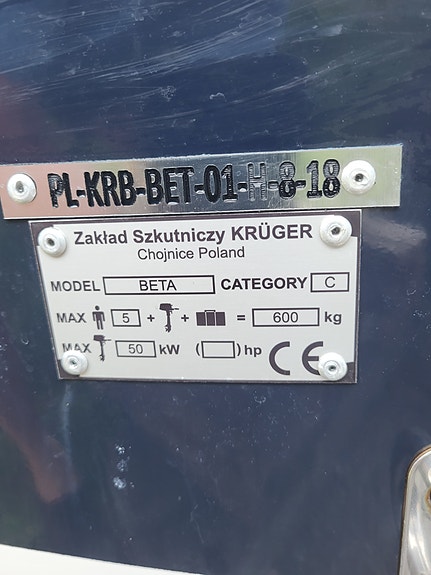 PL-KRB-BET-01-H-8-18
Zakład Szkutniczy KRÜGER
Chojnice Poland
MODEL BETA CATEGORY C
MAX 5 + + = 600 kg
MAX 50 kW ( ) hp CE